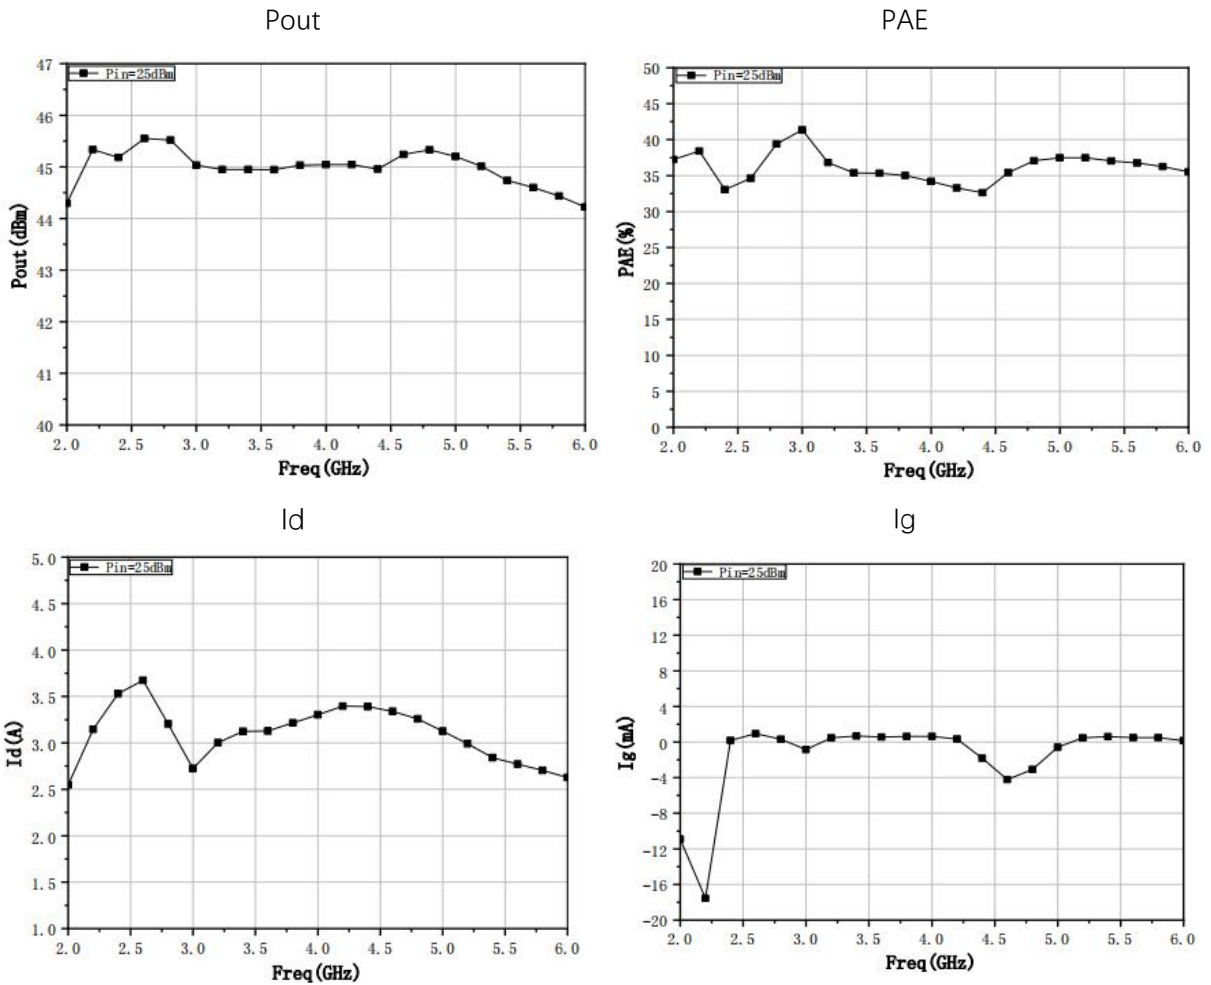 Pout
PAE
Pin=25dBm
47
46
45
44
43
42
41
40
Pout(dBm)
2.0 2.5 3.0 3.5 4.0 4.5 5.0 5.5 6.0
Freq(GHz)
Pin=25dBm
50
45
40
35
30
25
20
15
10
5
0
PAE(%)
2.0 2.5 3.0 3.5 4.0 4.5 5.0 5.5 6.0
Freq(GHz)
Id
Ig
Pin=25dBm
5.0
4.5
4.0
3.5
3.0
2.5
2.0
1.5
1.0
Id(A)
2.0 2.5 3.0 3.5 4.0 4.5 5.0 5.5 6.0
Freq(GHz)
Pin=25dBm
20
16
12
8
4
0
-4
-8
-12
-16
-20
Ig(mA)
2.0 2.5 3.0 3.5 4.0 4.5 5.0 5.5 6.0
Freq(GHz)